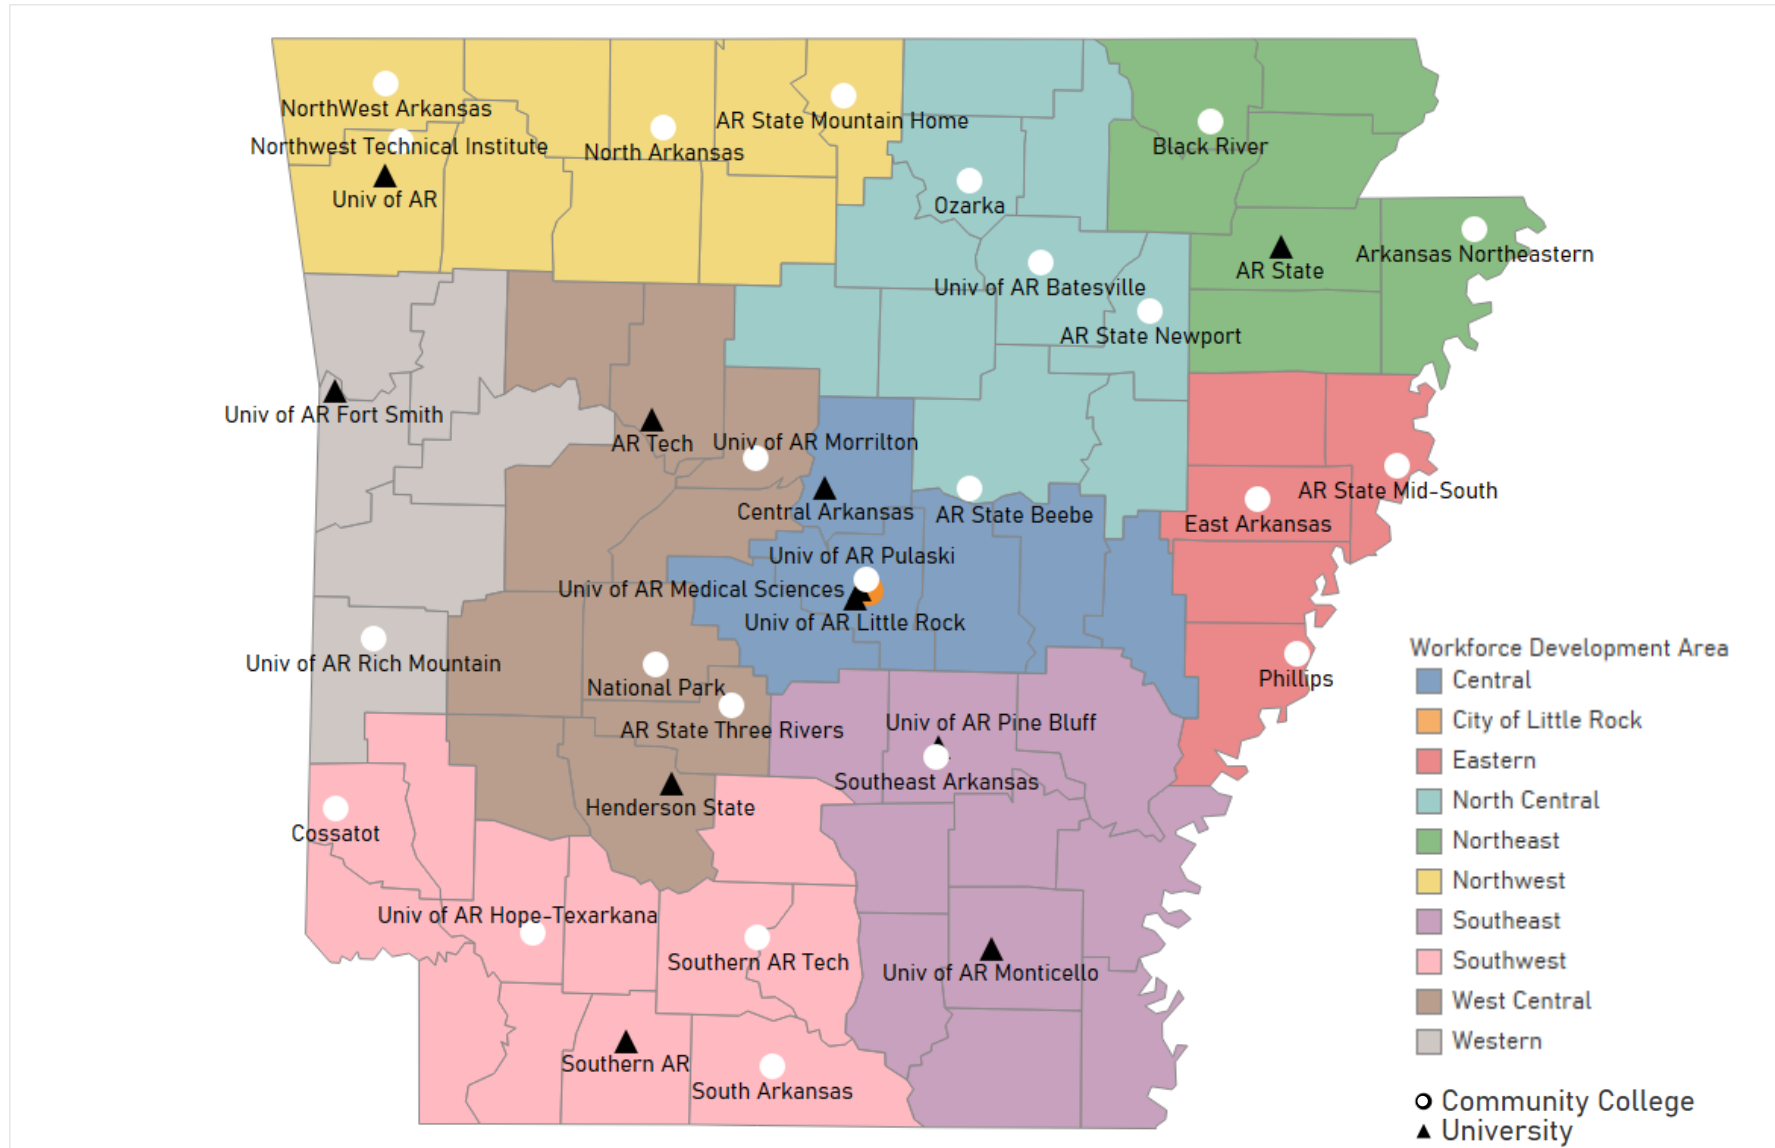 NorthWest Arkansas
AR State Mountain Home
Northwest Technical Institute
North Arkansas
Black River
Univ of AR
Ozarka
Arkansas Northeastern
AR State
Univ of AR Batesville
AR State Newport
Univ of AR Fort Smith
AR Tech
Univ of AR Morrilton
AR State Mid-South
Central Arkansas
AR State Beebe
East Arkansas
Univ of AR Pulaski
Univ of AR Medical Sciences
Univ of AR Little Rock
Univ of AR Rich Mountain
National Park
Phillips
AR State Three Rivers
Univ of AR Pine Bluff
Southeast Arkansas
Henderson State
Cossatot
Univ of AR Hope-Texarkana
Southern AR Tech
Univ of AR Monticello
Southern AR
South Arkansas
Workforce Development Area
Central
City of Little Rock
Eastern
North Central
Northeast
Northwest
Southeast
Southwest
West Central
Western
Community College
University